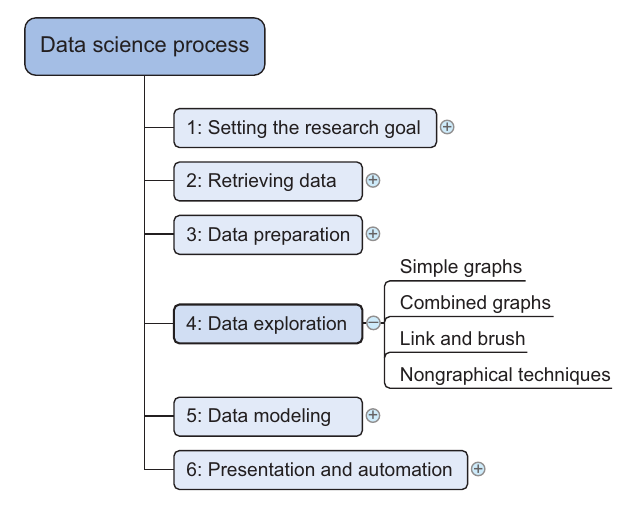 Data science process
1: Setting the research goal
2: Retrieving data
3: Data preparation
4: Data exploration
Simple graphs
Combined graphs
Link and brush
Nongraphical techniques
5: Data modeling
6: Presentation and automation